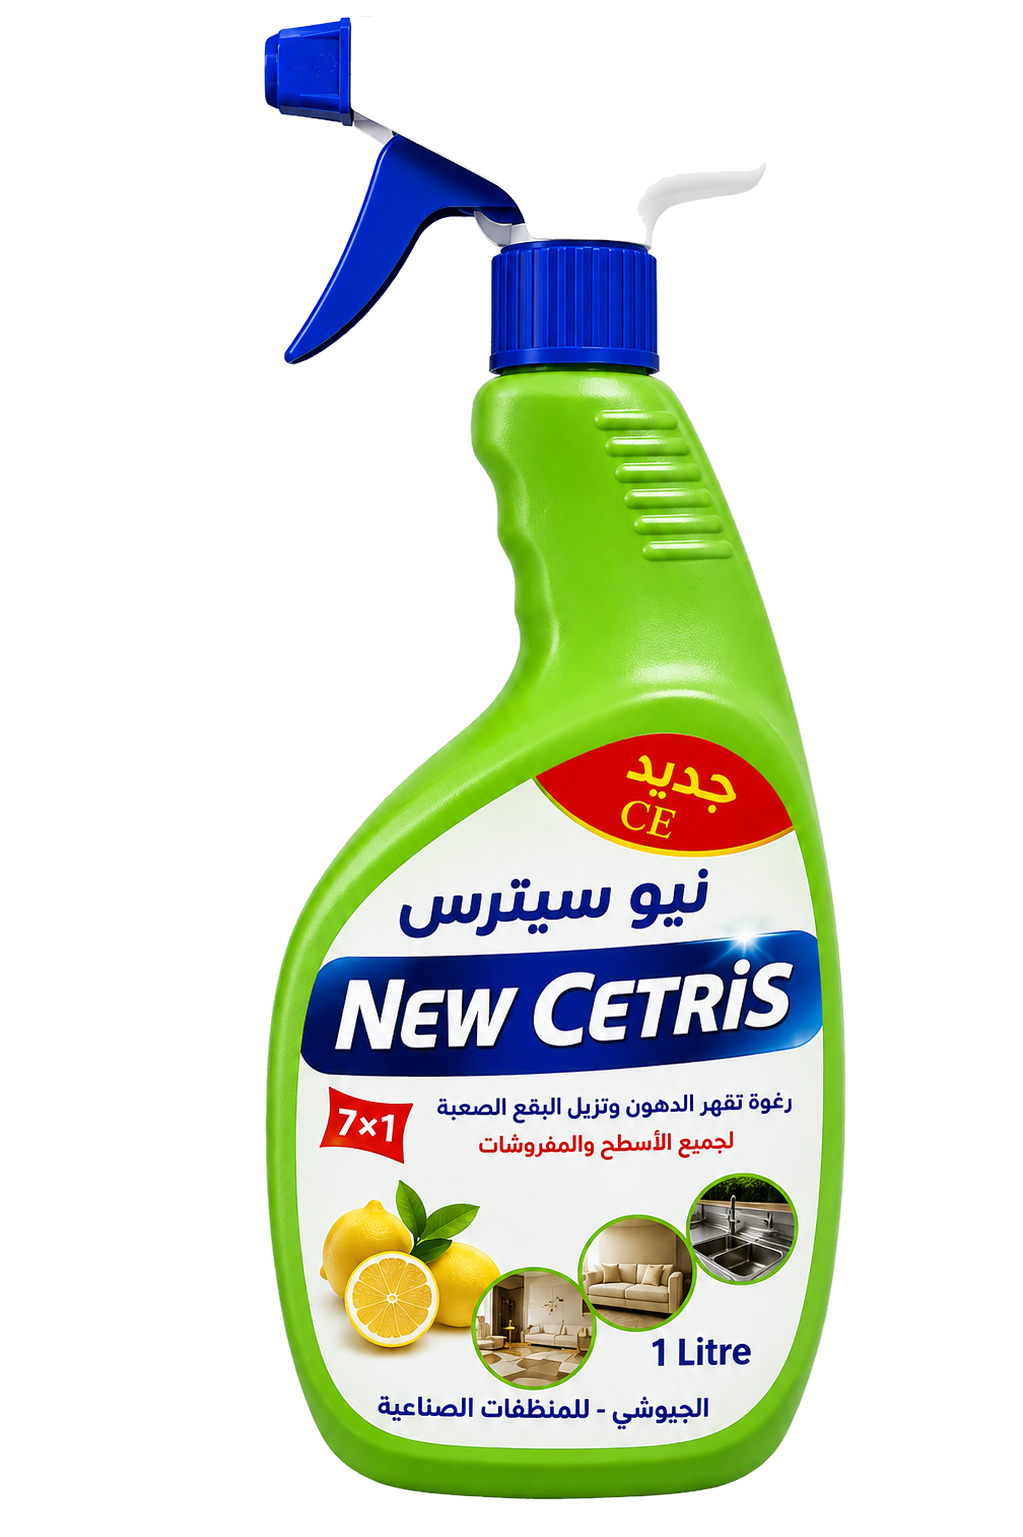 جديد
CE
نيو سيترس
NEW CETRiS
7×1
رغوة تقهر الدهون وتزيل البقع الصعبة
لجميع الأسطح والمفروشات
1 Litre
الجيوشي - للمنظفات الصناعية